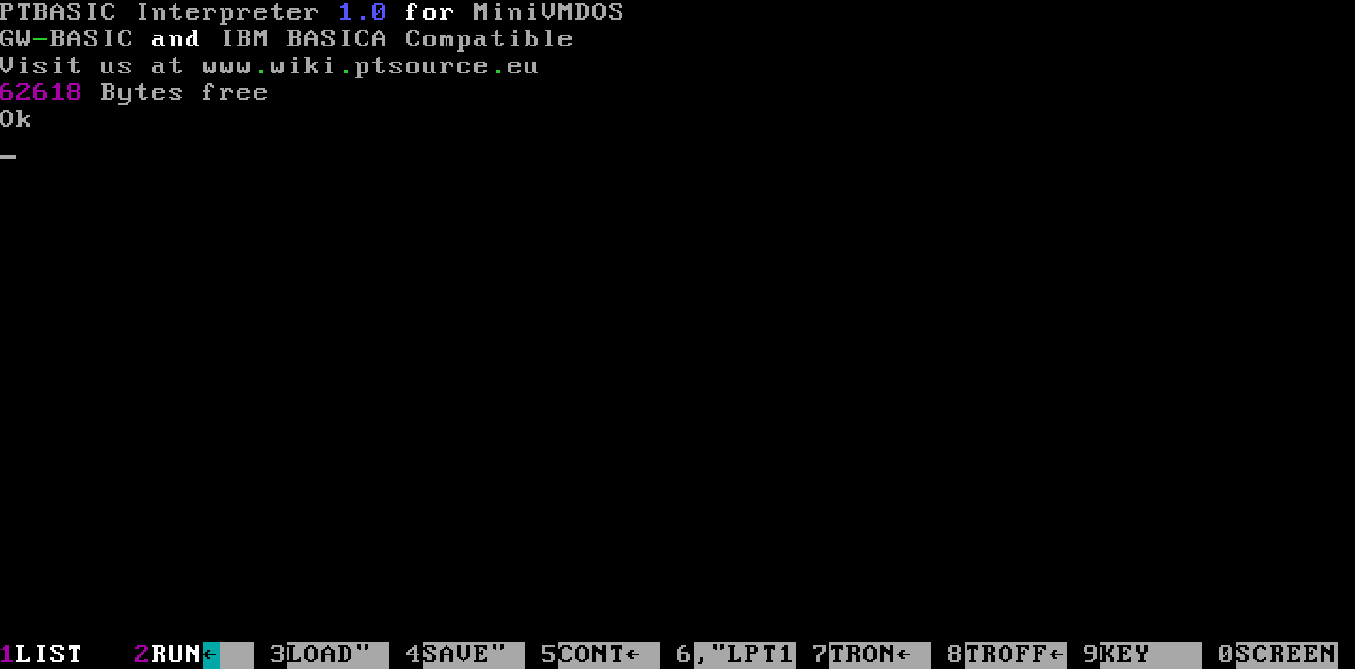 PTBASIC Interpreter 1.0 for MiniVMDOS
GW-BASIC and IBM BASICA Compatible
Visit us at www.wiki.ptsource.eu
62618 Bytes free
Ok
1LIST 2RUN← 3LOAD" 4SAVE" 5CONT← 6,"LPT1 7TRON← 8TROFF← 9KEY 0SCREEN